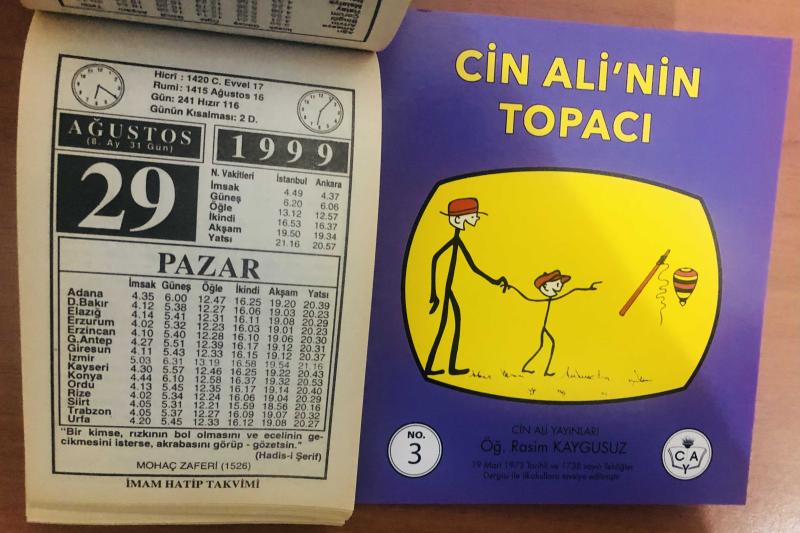 Hicrî : 1420 C. Evvel 17
Rumî : 1415 Ağustos 16
Gün: 241 Hızır 116
Günün Kısalması: 2 D.
AĞUSTOS
(8. Ay 31 Gün)
1999
29
N. Vakitleri İstanbul Ankara
İmsak 4.49 4.37
Güneş 6.20 6.06
Öğle 13.12 12.57
İkindi 16.53 16.37
Akşam 19.50 19.34
Yatsı 21.16 20.57
PAZAR
İmsak Güneş Öğle İkindi Akşam Yatsı
Adana 4.35 6.00 12.47 16.25 19.20 20.39
D.Bakır 4.12 5.38 12.27 16.06 19.03 20.23
Elazığ 4.14 5.41 12.31 16.11 19.08 20.29
Erzurum 4.02 5.32 12.23 16.03 19.01 20.23
Erzincan 4.10 5.40 12.28 16.10 19.06 20.30
G.Antep 4.27 5.51 12.39 16.17 19.12 20.31
Giresun 4.11 5.43 12.33 16.15 19.12 20.37
İzmir 5.03 6.31 13.19 16.58 19.54 21.16
Kayseri 4.30 5.57 12.46 16.25 19.22 20.43
Konya 4.44 6.10 12.58 16.37 19.32 20.53
Ordu 4.13 5.45 12.35 16.17 19.14 20.40
Rize 4.02 5.34 12.24 16.06 19.04 20.29
Siirt 4.05 5.31 12.21 15.59 18.56 20.16
Trabzon 4.05 5.37 12.27 16.09 19.07 20.32
Urfa 4.20 5.45 12.33 16.12 19.08 20.27
"Bir kimse, rızkının bol olmasını ve ecelinin ge-
cikmesini isterse, akrabasını görüp - gözetsin."
(Hadis-i Şerif)
MOHAÇ ZAFERİ (1526)
İMAM HATİP TAKVİMİ
CİN ALİ'NİN
TOPACI
NO.
3
CİN ALİ YAYINLARI
Öğ. Rasim KAYGUSUZ
19 Mart 1973 Tarihli ve 1738 sayılı Tebliğler
Dergisi ile ilkokullara tavsiye edilmiştir.
C A
Y